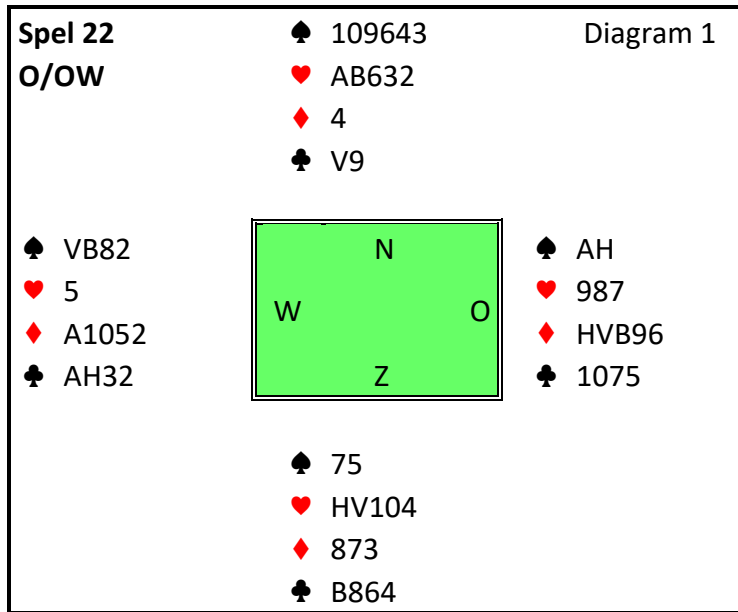 Spel 22 ♠ 109643 Diagram 1
O/OW ♥ AB632
♦ 4
♣ V9
♠ VB82 N ♠ AH
♥ 5 ♥ 987
W O
♦ A1052 ♦ HVB96
♣ AH32 Z ♣ 1075
♠ 75
♥ HV104
♦ 873
♣ B864